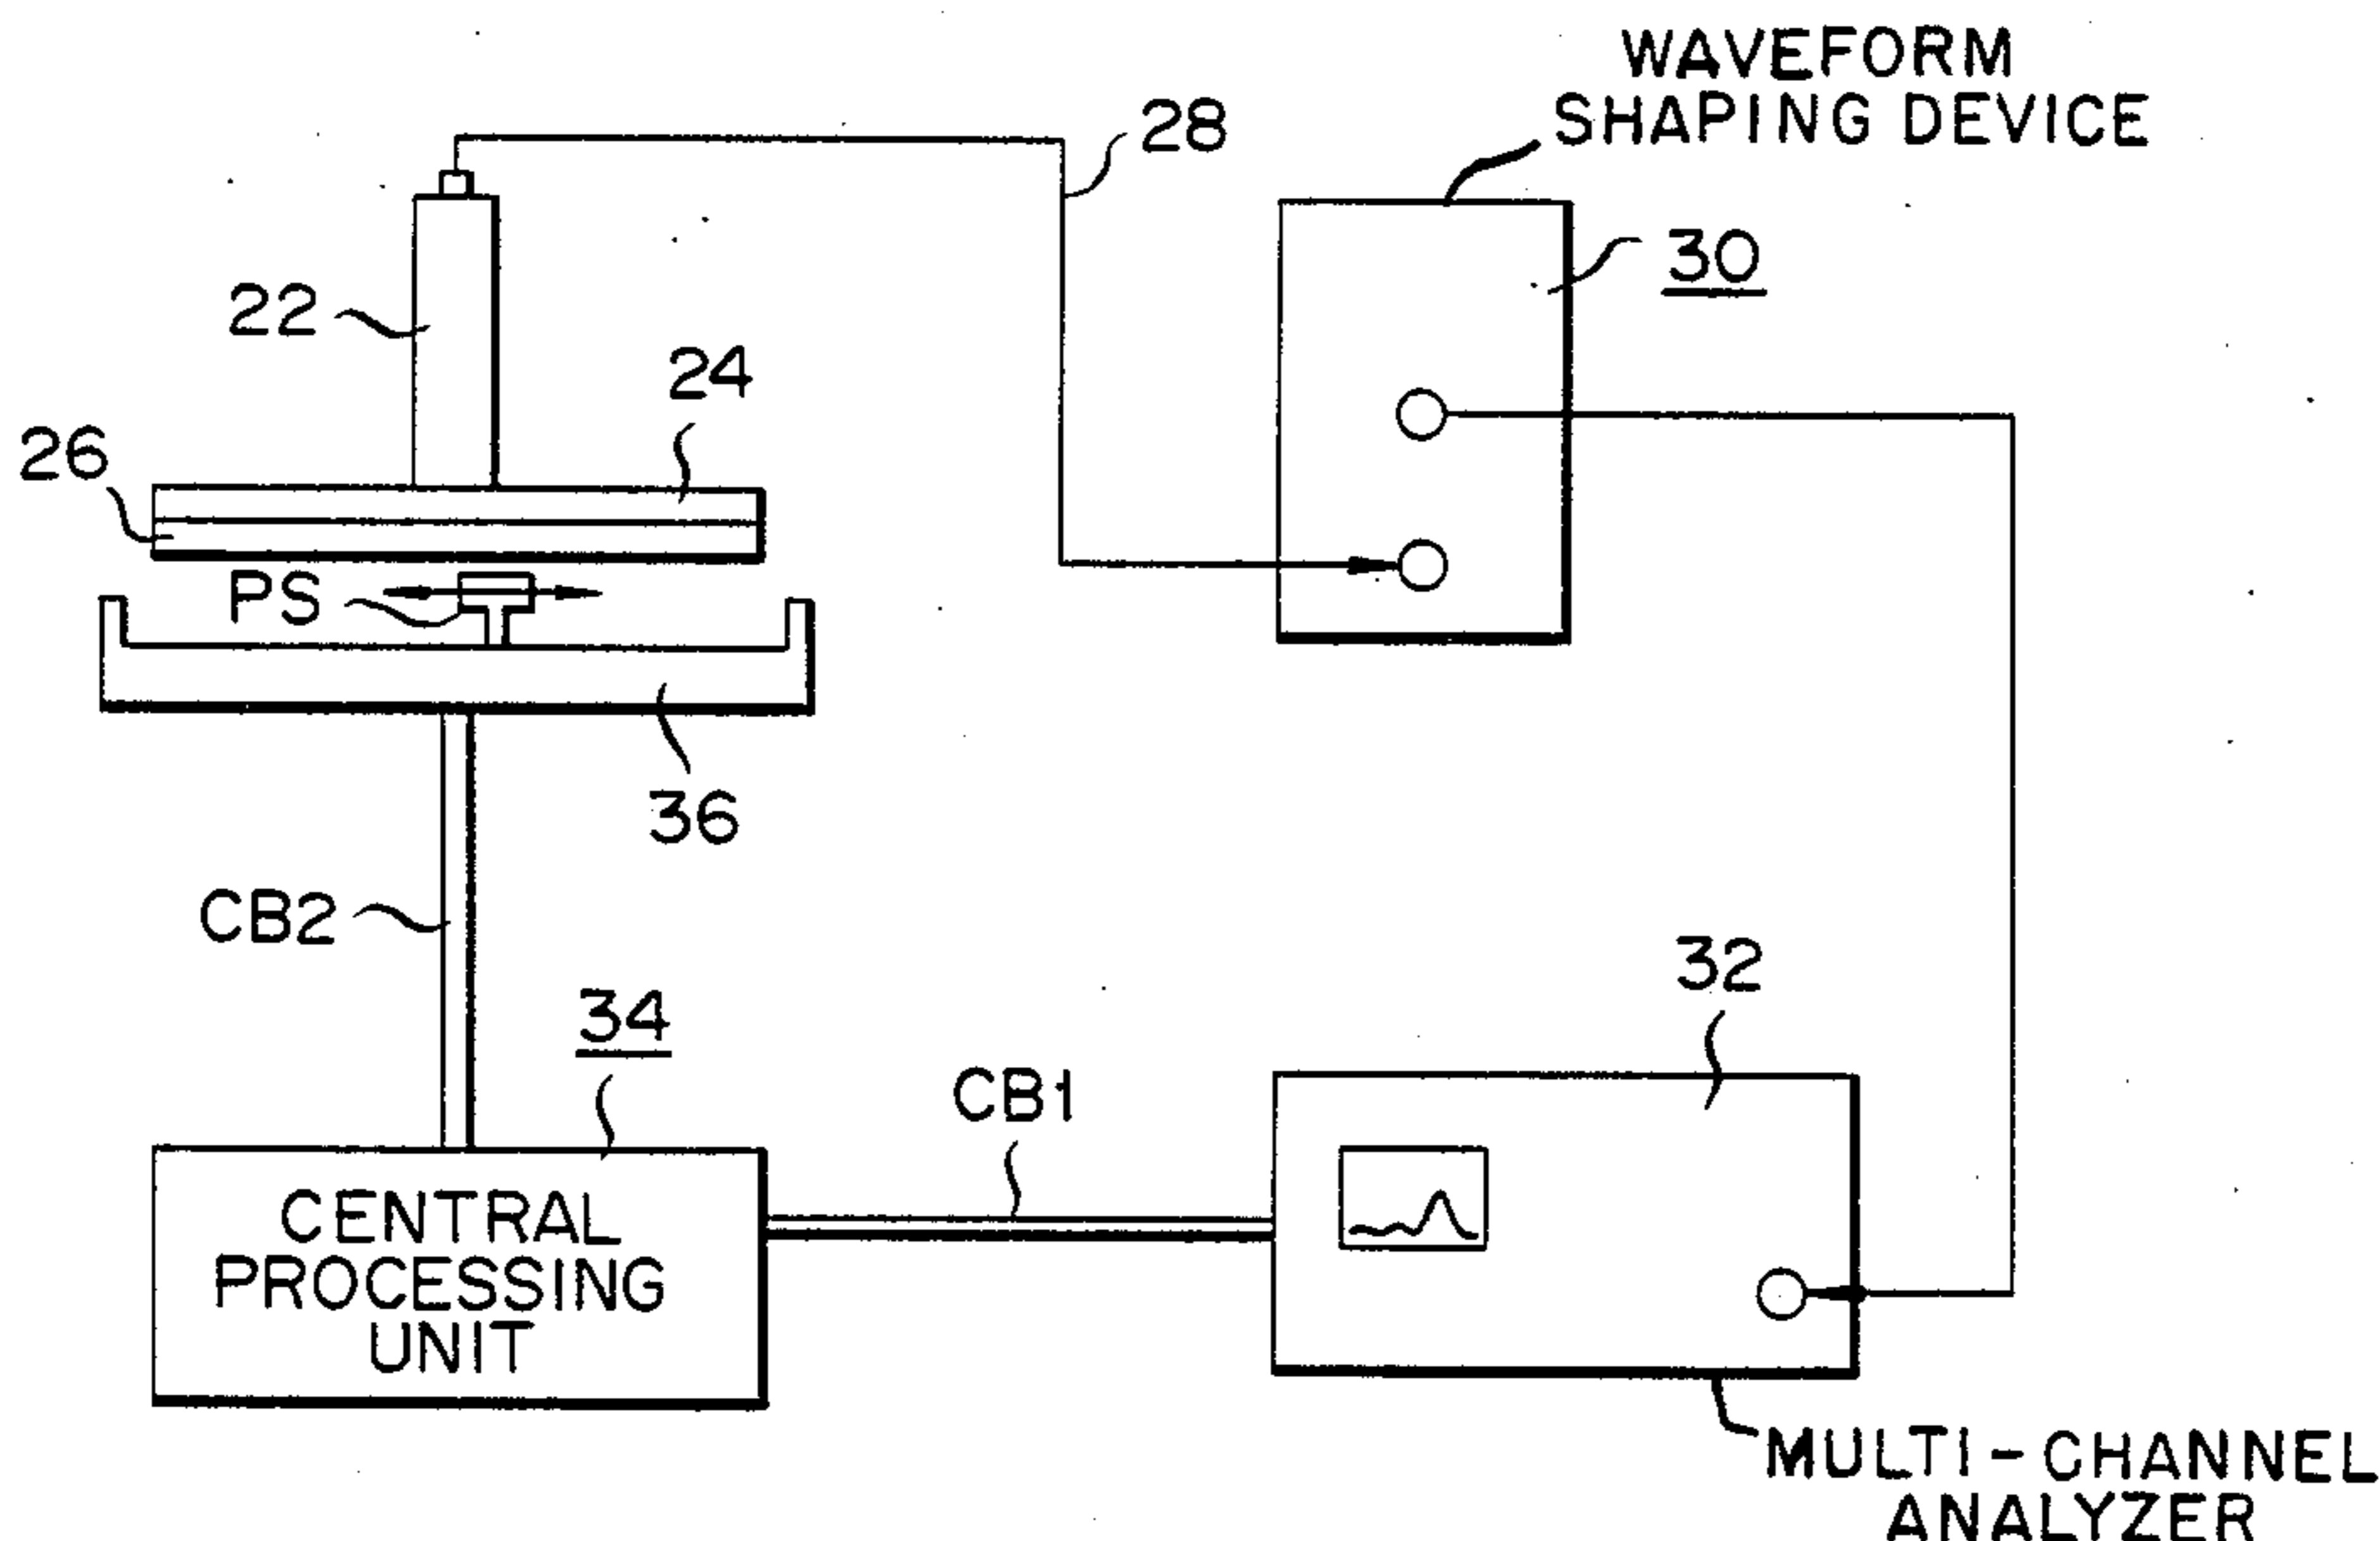 WAVEFORM
SHAPING DEVICE
28
30
22
24
26
PS
36
CB2
32
34
CB1
CENTRAL
PROCESSING
UNIT
MULTI-CHANNEL
ANALYZER